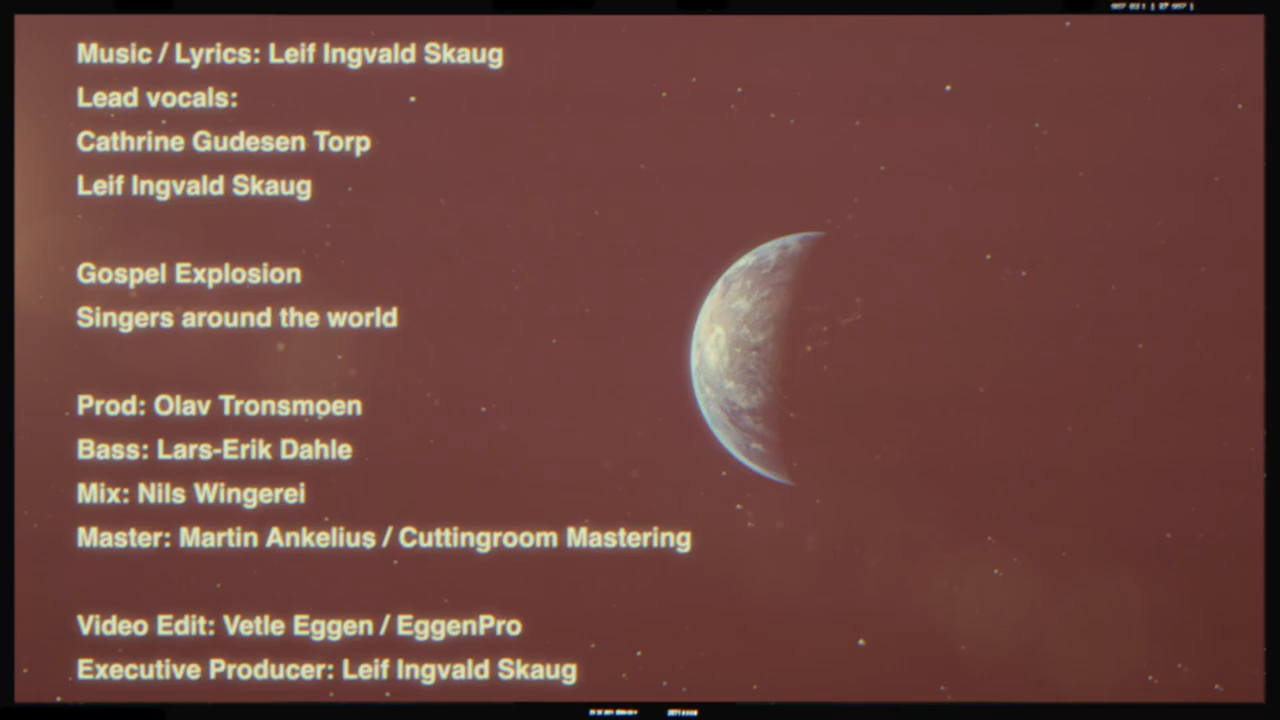 Music / Lyrics: Leif Ingvald Skaug
Lead vocals:
Cathrine Gudesen Torp
Leif Ingvald Skaug
Gospel Explosion
Singers around the world
Prod: Olav Tronsmoen
Bass: Lars-Erik Dahle
Mix: Nils Wingerei
Master: Martin Ankelius / Cuttingroom Mastering
Video Edit: Vetle Eggen / EggenPro
Executive Producer: Leif Ingvald Skaug